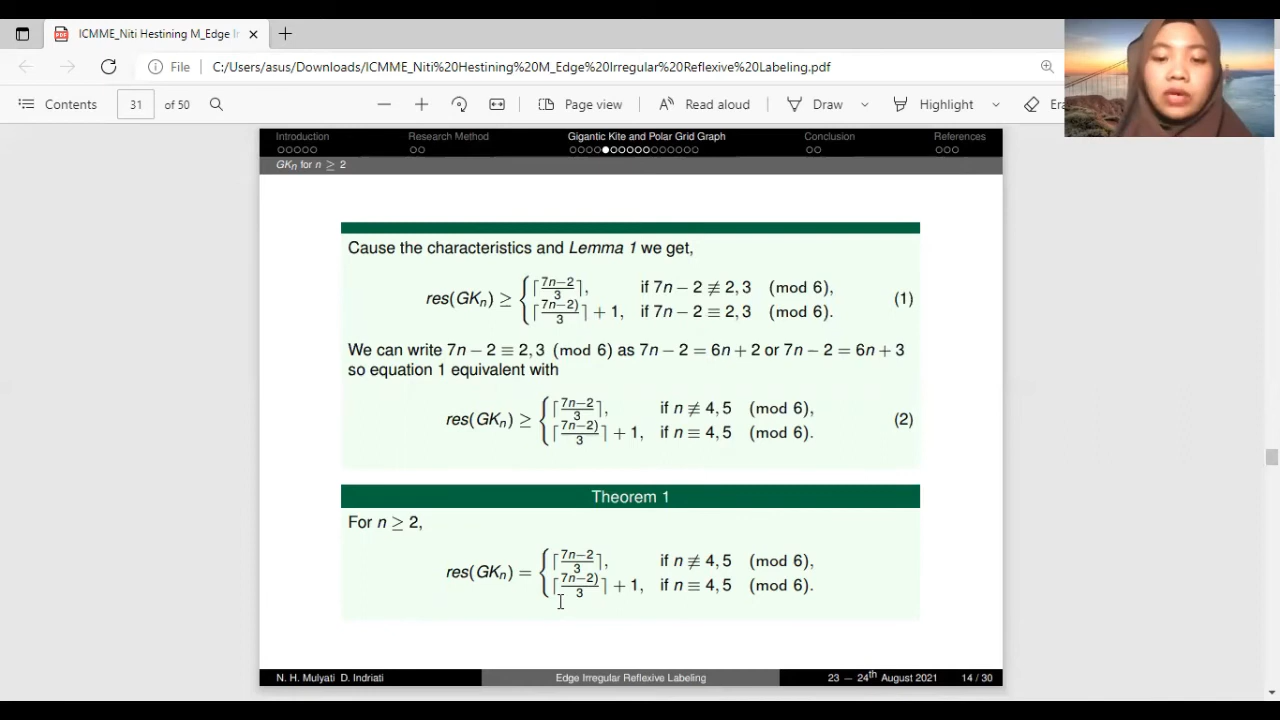 ICMME_Niti Hestining M_Edge I
File C:/Users/asus/Downloads/ICMME_Niti%20Hestining%20M_Edge%20Irregular%20Reflexive%20Labeling.pdf
Contents 31 of 50 Page view Read aloud Draw Highlight Era
Introduction Research Method Gigantic Kite and Polar Grid Graph Conclusion References
GKₙ for n ≥ 2
Cause the characteristics and Lemma 1 we get,
res(GKₙ) ≥ { ⌈(7n−2)/3⌉, if 7n − 2 ≢ 2, 3 (mod 6),
⌈7n−2)/3⌉ + 1, if 7n − 2 ≡ 2, 3 (mod 6). (1)
We can write 7n − 2 ≡ 2, 3 (mod 6) as 7n − 2 = 6n + 2 or 7n − 2 = 6n + 3
so equation 1 equivalent with
res(GKₙ) ≥ { ⌈(7n−2)/3⌉, if n ≢ 4, 5 (mod 6),
⌈7n−2)/3⌉ + 1, if n ≡ 4, 5 (mod 6). (2)
Theorem 1
For n ≥ 2,
res(GKₙ) = { ⌈(7n−2)/3⌉, if n ≢ 4, 5 (mod 6),
⌈7n−2)/3⌉ + 1, if n ≡ 4, 5 (mod 6).
N. H. Mulyati D. Indriati Edge Irregular Reflexive Labeling 23 − 24th August 2021 14 / 30